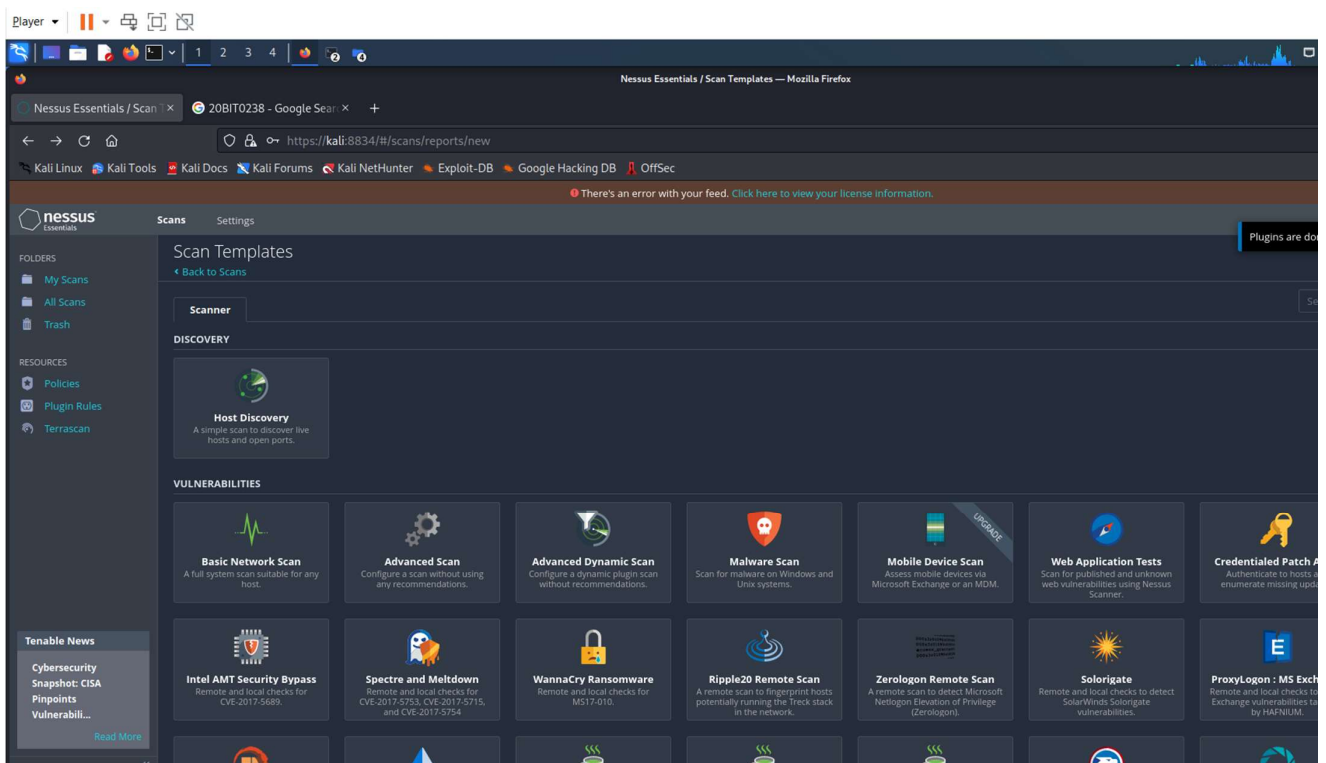 Player
1 2 3 4
Nessus Essentials / Scan Templates — Mozilla Firefox
Nessus Essentials / Scan
20BIT0238 - Google Sear
https://kali:8834/#/scans/reports/new
Kali Linux Kali Tools Kali Docs Kali Forums Kali NetHunter Exploit-DB Google Hacking DB OffSec
There's an error with your feed. Click here to view your license information.
nessus
Essentials
Scans Settings
Plugins are
FOLDERS
My Scans
All Scans
Trash
RESOURCES
Policies
Plugin Rules
Terrascan
Tenable News
Cybersecurity
Snapshot: CISA
Pinpoints
Vulnerabili...
Read More
Scan Templates
Back to Scans
Scanner
DISCOVERY
Host Discovery
A simple scan to discover live
hosts and open ports.
VULNERABILITIES
Basic Network Scan
A full system scan suitable for any
host.
Advanced Scan
Configure a scan without using
any recommendations.
Advanced Dynamic Scan
Configure a dynamic plugin scan
without recommendations.
Malware Scan
Scan for malware on Windows and
Unix systems.
UPGRADE
Mobile Device Scan
Assess mobile devices via
Microsoft Exchange or an MDM.
Web Application Tests
Scan for published and unknown
web vulnerabilities using Nessus
Scanner.
Credentialed Patch A
Authenticate to hosts a
enumerate missing upda
Intel AMT Security Bypass
Remote and local checks for
CVE-2017-5689.
Spectre and Meltdown
Remote and local checks for
CVE-2017-5753, CVE-2017-5715,
and CVE-2017-5754
WannaCry Ransomware
Remote and local checks for
MS17-010.
Ripple20 Remote Scan
A remote scan to fingerprint hosts
potentially running the Treck stack
in the network.
Zerologon Remote Scan
A remote scan to detect Microsoft
Netlogon Elevation of Privilege
(Zerologon).
Solorigate
Remote and local checks to detect
SolarWinds Solorigate
vulnerabilities.
ProxyLogon : MS Exch
Remote and local checks to
Exchange vulnerabilities ta
by HAFNIUM.